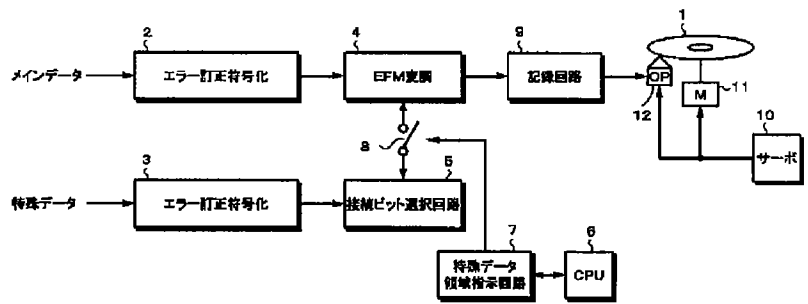 1
2
4
9
メインデータ
エラー訂正符号化
EFM変調
記録回路
OP
12
M
11
8
10
サーボ
3
5
特殊データ
エラー訂正符号化
接続ビット選択回路
7
6
特殊データ
領域指示回路
CPU